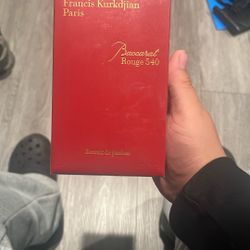 Francis Kurkdjian
Paris
Baccarat
Rouge 540
Extrait de parfum